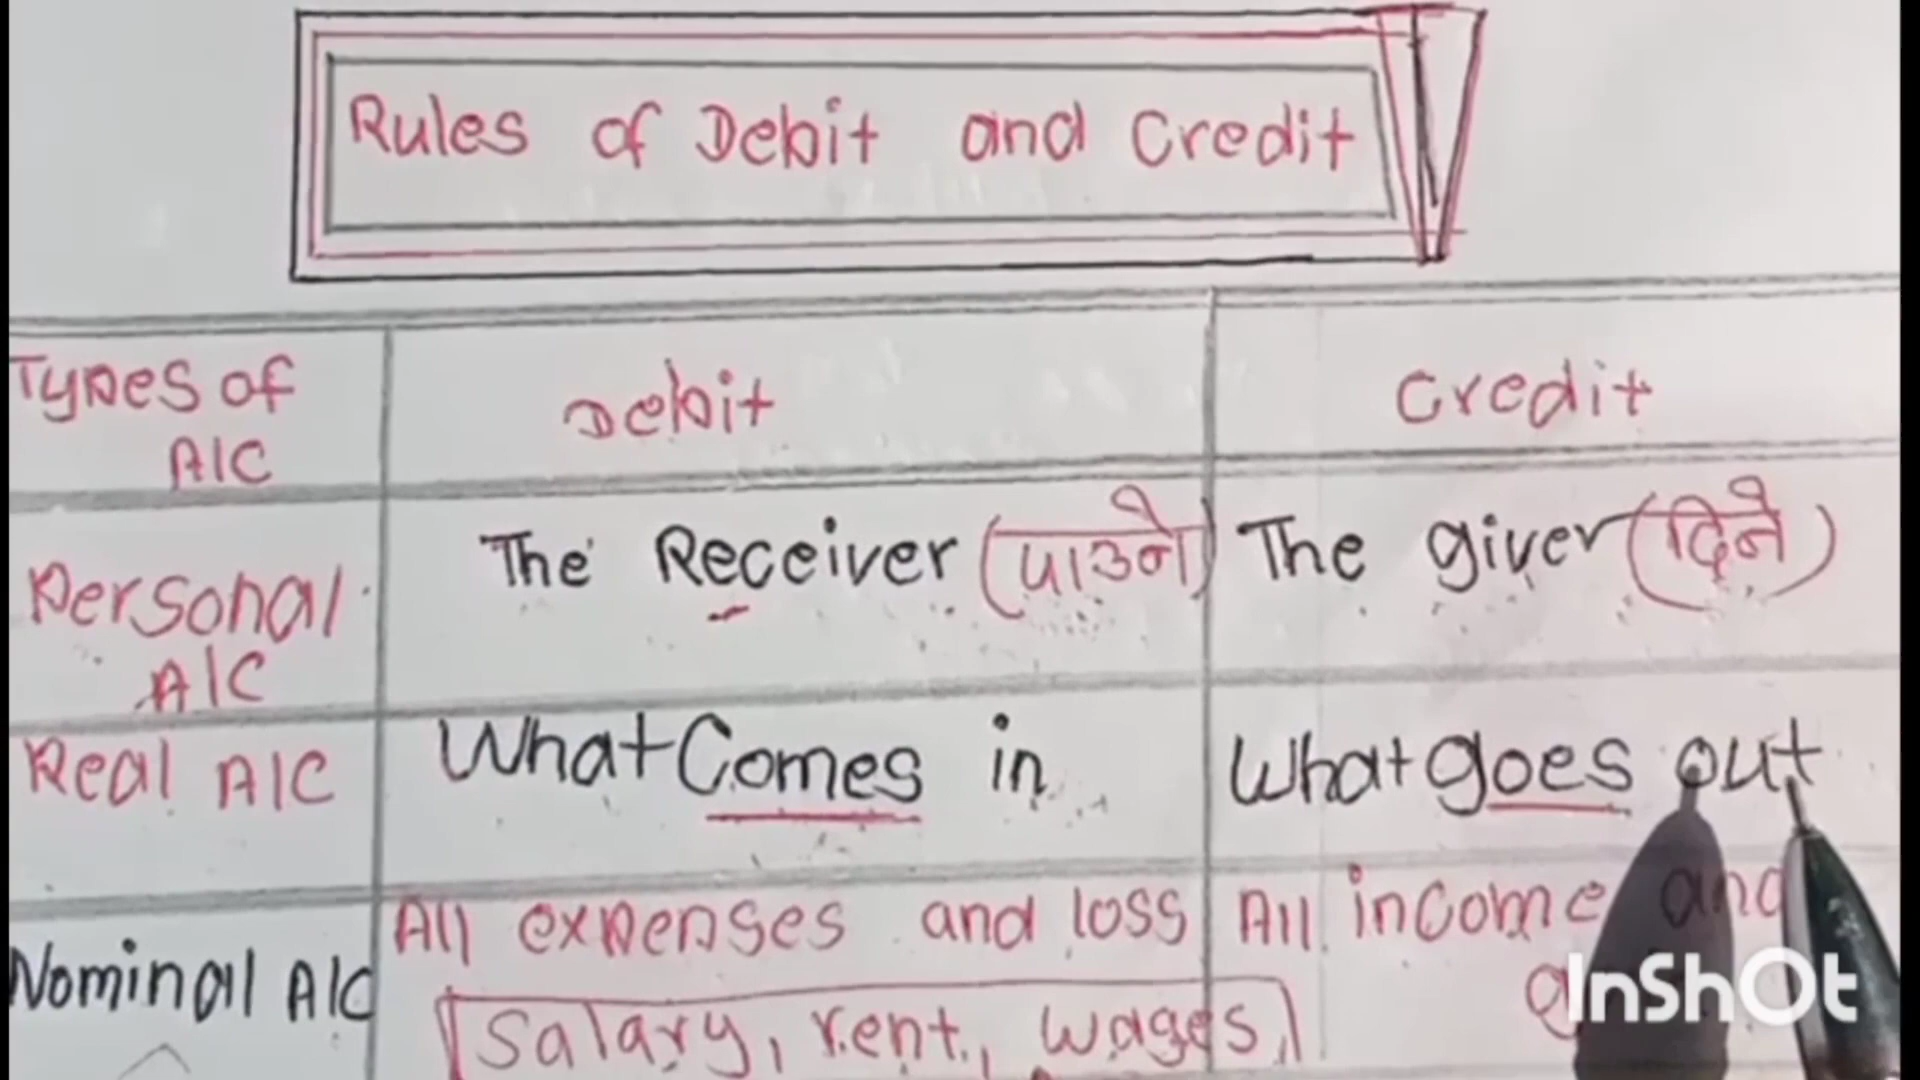 Rules of Debit and Credit
Types of A/C
Debit
Credit
Personal A/C
The Receiver (पाउने)
The giver (दिने)
Real A/C
What Comes in
What goes out
Nominal A/C
All expenses and loss
All income and
Salary, rent, wages,
InShOt